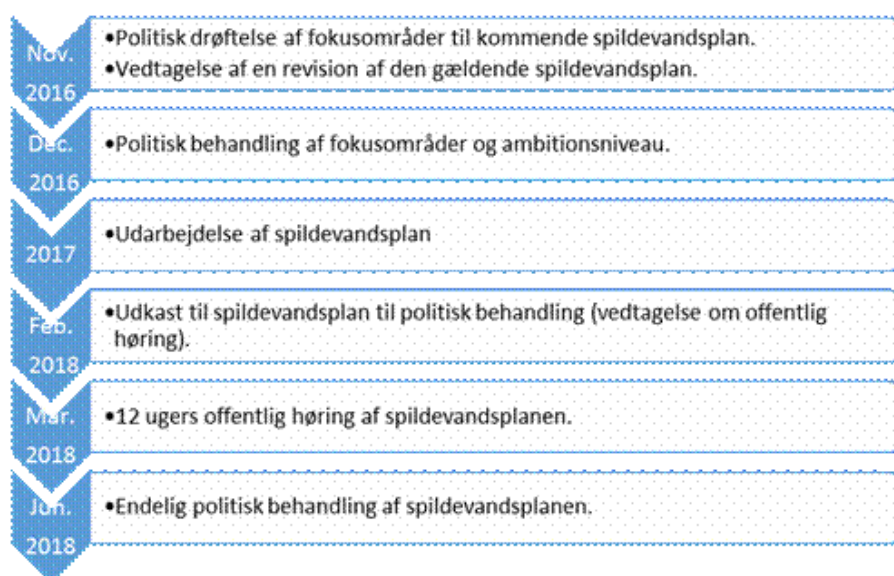 Nov.
2016
•Politisk drøftelse af fokusområder til kommende spildevandsplan.
•Vedtagelse af en revision af den gældende spildevandsplan.
Dec.
2016
•Politisk behandling af fokusområder og ambitionsniveau.
2017
•Udarbejdelse af spildevandsplan
Feb.
2018
•Udkast til spildevandsplan til politisk behandling (vedtagelse om offentlig
høring).
Mar.
2018
•12 ugers offentlig høring af spildevandsplanen.
Jun.
2018
•Endelig politisk behandling af spildevandsplanen.